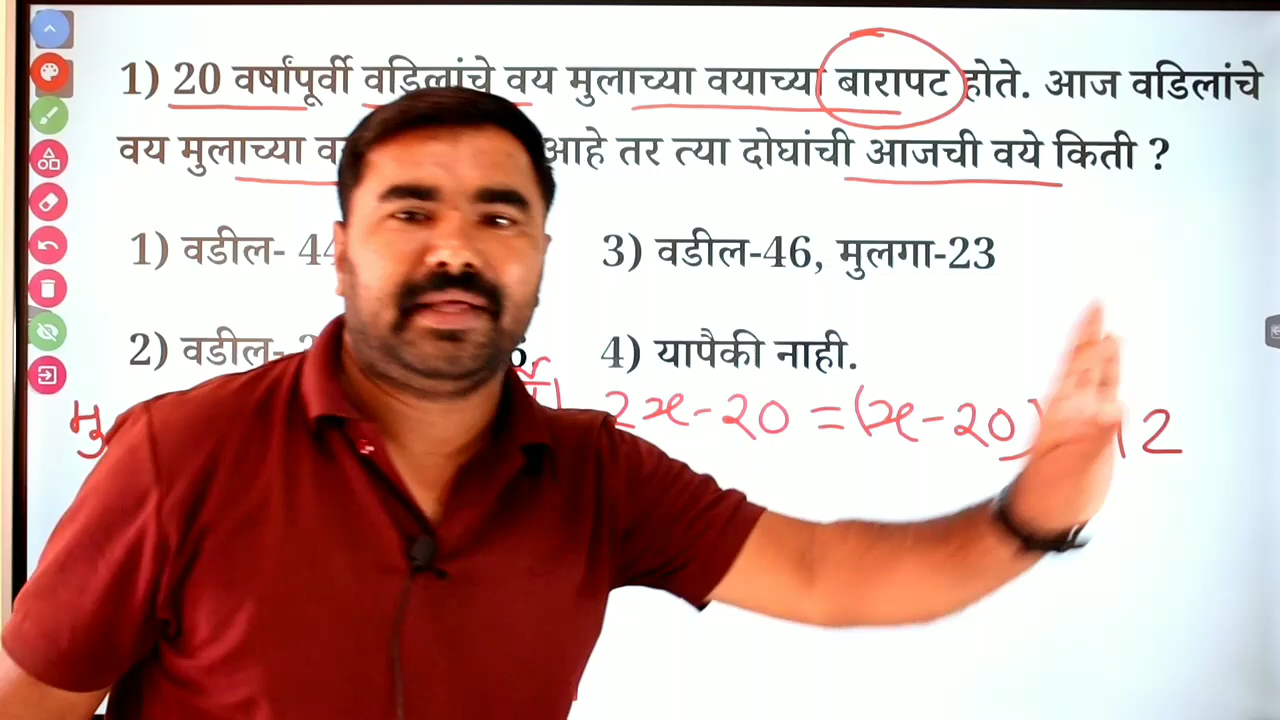 1) 20 वर्षांपूर्वी वडिलांचे वय मुलाच्या वयाच्या बारापट होते. आज वडिलांचे
वय मुलाच्या आहे तर त्या दोघांची आजची वये किती ?
1) वडील- 44
3) वडील-46, मुलगा-23
2) वडील-
4) यापैकी नाही.
2x-20 = (x-20) 12